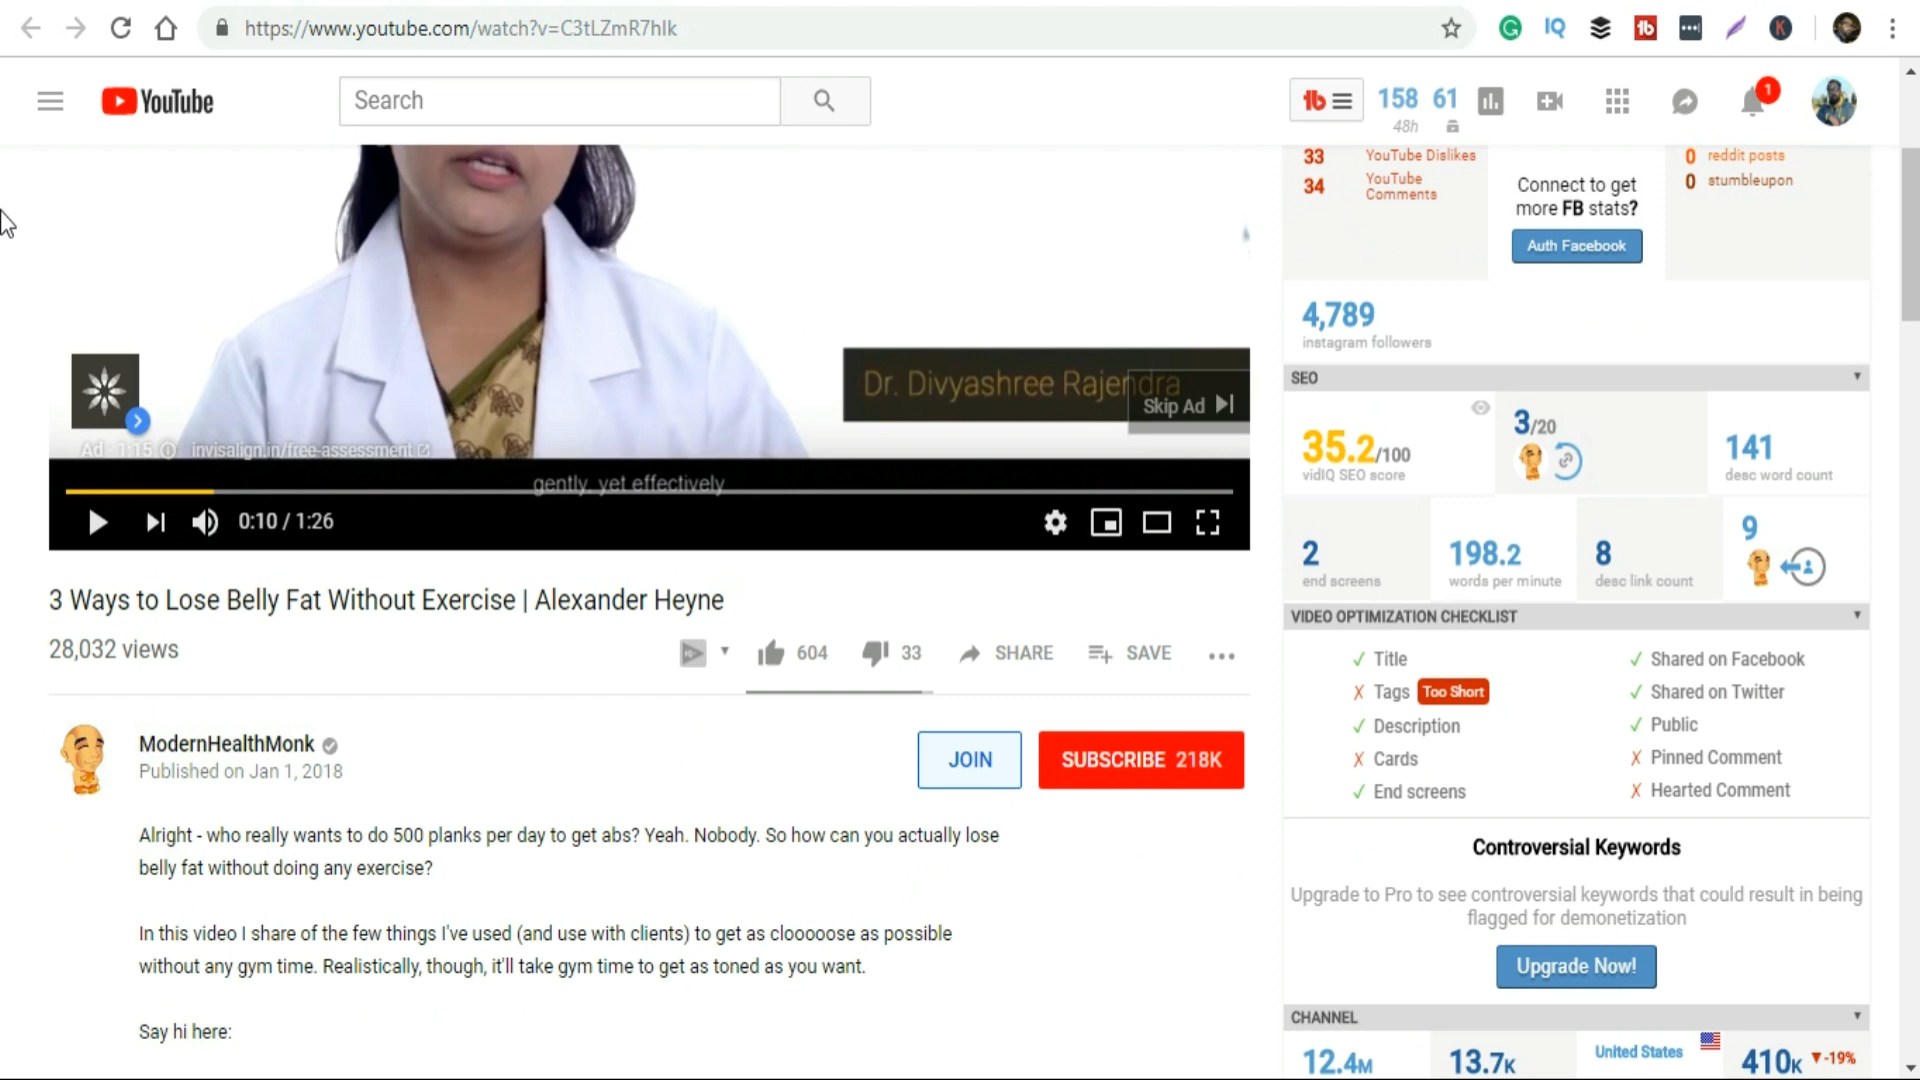 https://www.youtube.com/watch?v=C3tLZmR7hlk
YouTube
Search
158 61
48h
1
33 YouTube Dislikes
34 YouTube
Comments
Connect to get
more FB stats?
Auth Facebook
0 reddit posts
0 stumbleupon
4,789
instagram followers
Dr. Divyashree Rajendra
Skip Ad
Ad · 1:15 invisalign.in/free-assessment
gently, yet effectively
0:10 / 1:26
SEO
35.2/100
vidIQ SEO score
3/20
141
desc word count
2
end screens
198.2
words per minute
8
desc link count
9
3 Ways to Lose Belly Fat Without Exercise | Alexander Heyne
28,032 views
604
33
SHARE
SAVE
VIDEO OPTIMIZATION CHECKLIST
✓ Title
✗ Tags Too Short
✓ Description
✗ Cards
✓ End screens
✓ Shared on Facebook
✓ Shared on Twitter
✓ Public
✗ Pinned Comment
✗ Hearted Comment
ModernHealthMonk
Published on Jan 1, 2018
JOIN
SUBSCRIBE 218K
Alright - who really wants to do 500 planks per day to get abs? Yeah. Nobody. So how can you actually lose
belly fat without doing any exercise?
In this video I share of the few things I've used (and use with clients) to get as clooooose as possible
without any gym time. Realistically, though, it'll take gym time to get as toned as you want.
Say hi here:
Controversial Keywords
Upgrade to Pro to see controversial keywords that could result in being
flagged for demonetization
Upgrade Now!
CHANNEL
12.4M
13.7K
United States
410K ▼-19%